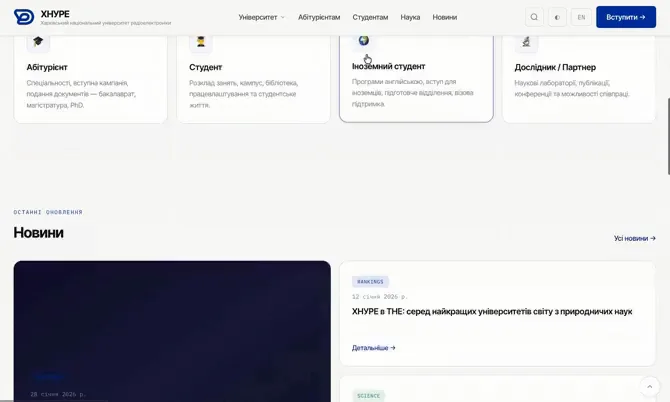 ХНУРЕ
Харківський національний університет радіоелектроніки
Університет
Абітурієнтам
Студентам
Наука
Новини
EN
Вступити →
Абітурієнт
Спеціальності, вступна кампанія,
подання документів — бакалаврат,
магістратура, PhD.
Студент
Розклад занять, кампус, бібліотека,
працевлаштування та студентське
життя.
Іноземний студент
Програми англійською, вступ для
іноземців, підготовче відділення, візова
підтримка.
Дослідник / Партнер
Наукові лабораторії, публікації,
конференції та можливості співпраці.
ОСТАННІ ОНОВЛЕННЯ
Новини
Усі новини →
28 січня 2026 р.
RANKINGS
12 січня 2026 р.
ХНУРЕ в THE: серед найкращих університетів світу з природничих наук
Детальніше →
SCIENCE